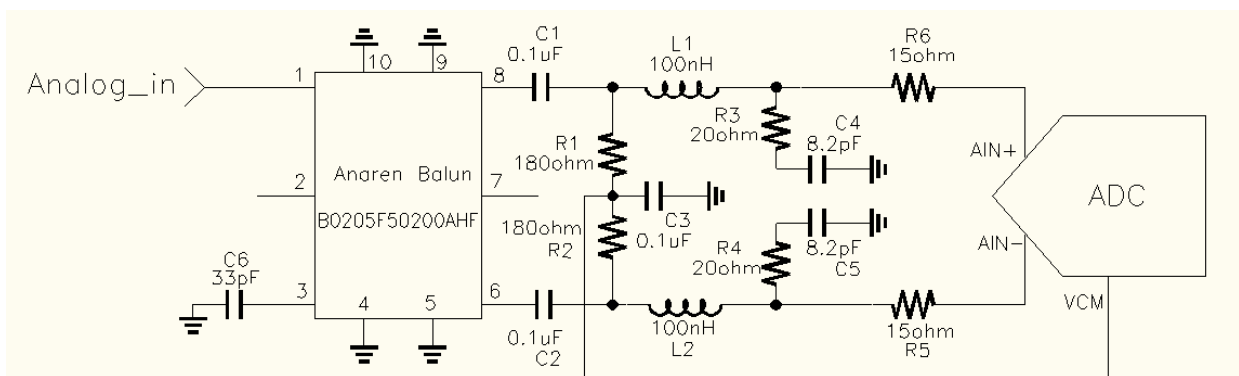 C1
0.1uF
L1
100nH
R6
15ohm
10
9
Analog_in
1
8
R3
20ohm
C4
8.2pF
R1
180ohm
AIN+
Anaren Balun
2
7
ADC
B0205F50200AHF
180ohm
R2
C3
0.1uF
R4
20ohm
8.2pF
C5
AIN-
C6
33pF
3
4
5
6
VCM
0.1uF
C2
100nH
L2
15ohm
R5